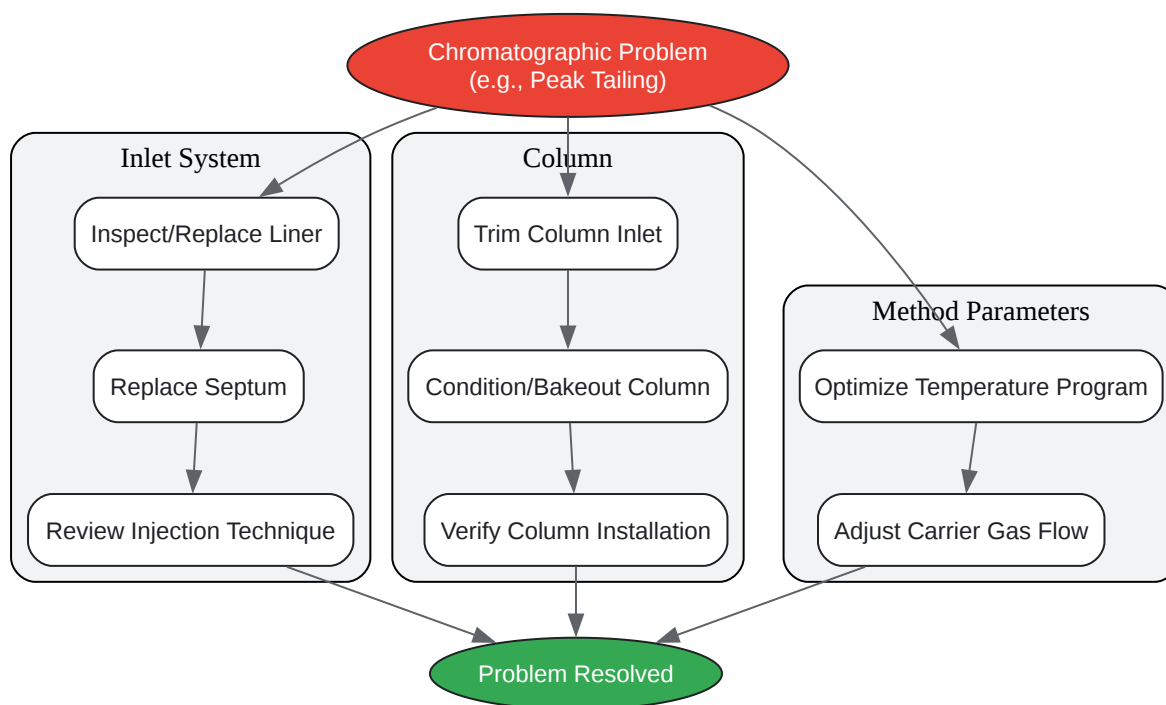 Chromatographic Problem
(e.g., Peak Tailing)
Inlet System
Inspect/Replace Liner
Replace Septum
Review Injection Technique
Column
Trim Column Inlet
Condition/Bakeout Column
Verify Column Installation
Method Parameters
Optimize Temperature Program
Adjust Carrier Gas Flow
Problem Resolved